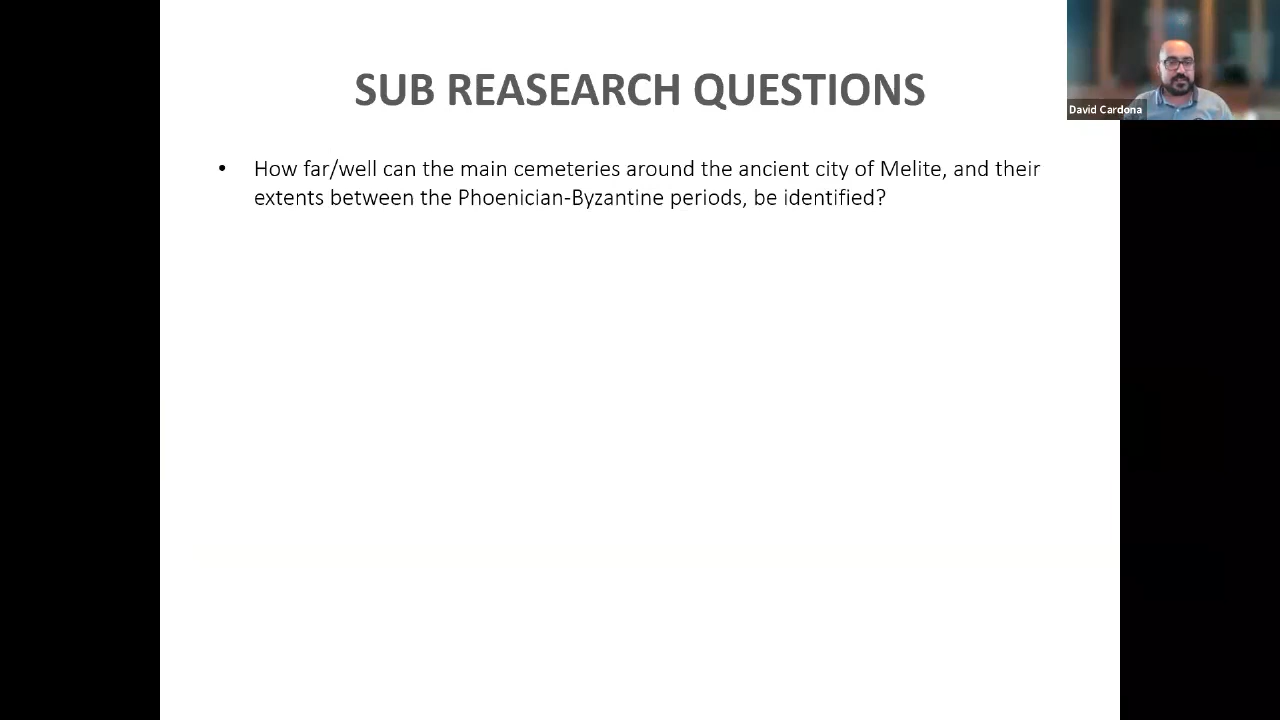 SUB REASEARCH QUESTIONS
David Cardona
• How far/well can the main cemeteries around the ancient city of Melite, and their
extents between the Phoenician-Byzantine periods, be identified?